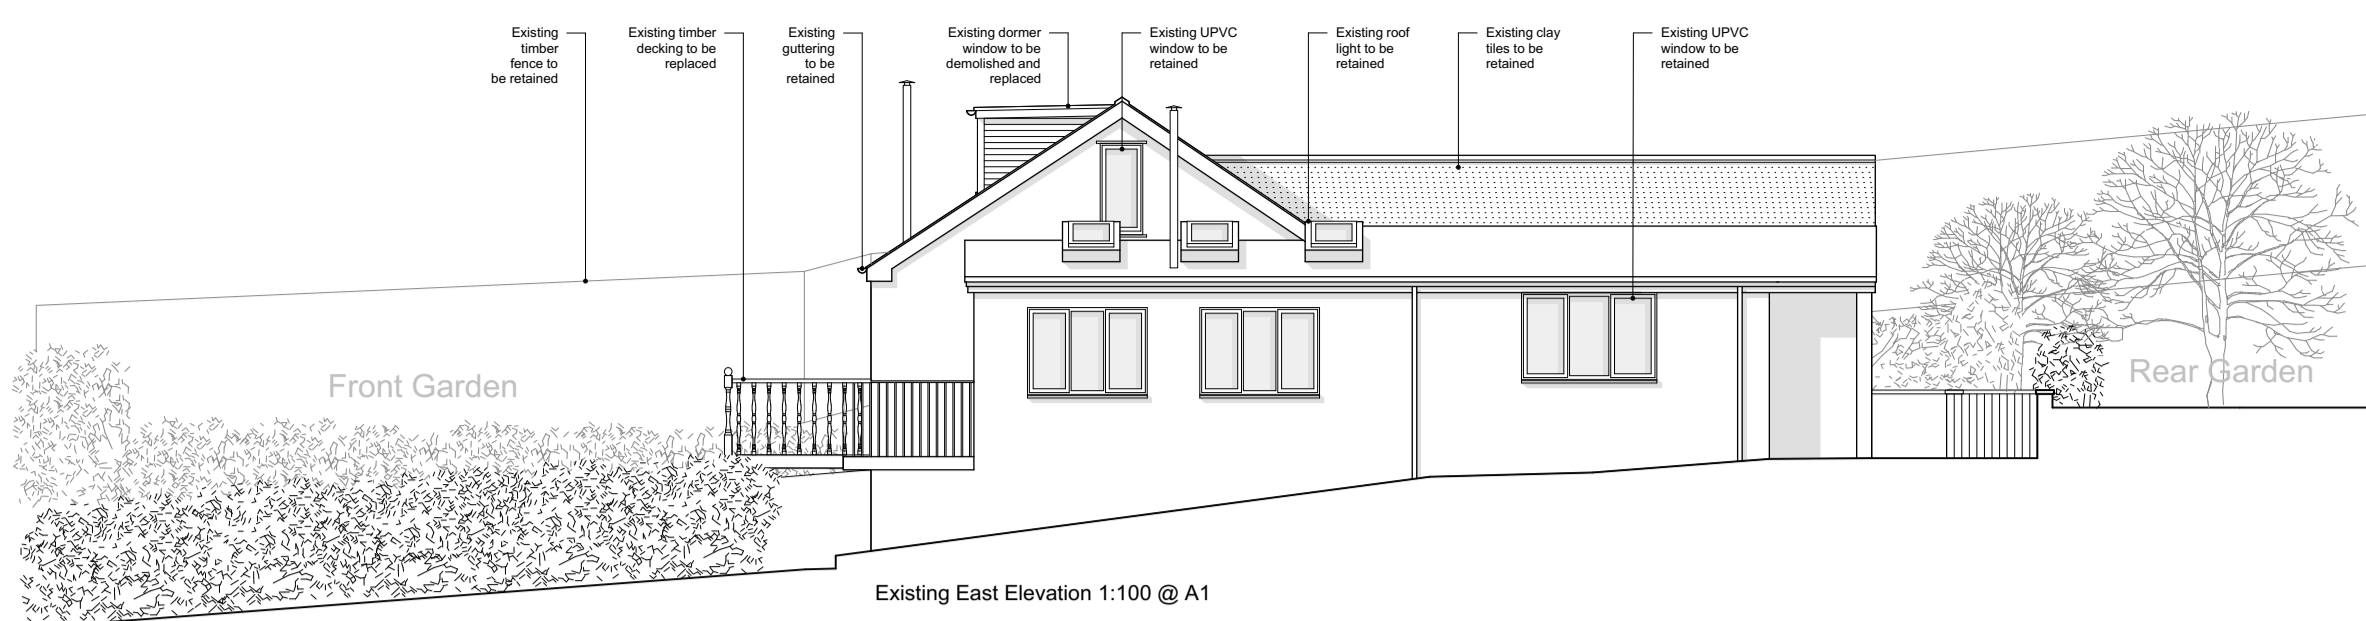 Existing
timber
fence to
be retained
Existing timber
decking to be
replaced
Existing
guttering
to be
retained
Existing dormer
window to be
demolished and
replaced
Existing UPVC
window to be
retained
Existing roof
light to be
retained
Existing clay
tiles to be
retained
Existing UPVC
window to be
retained
Front Garden
Rear Garden
Existing East Elevation 1:100 @ A1